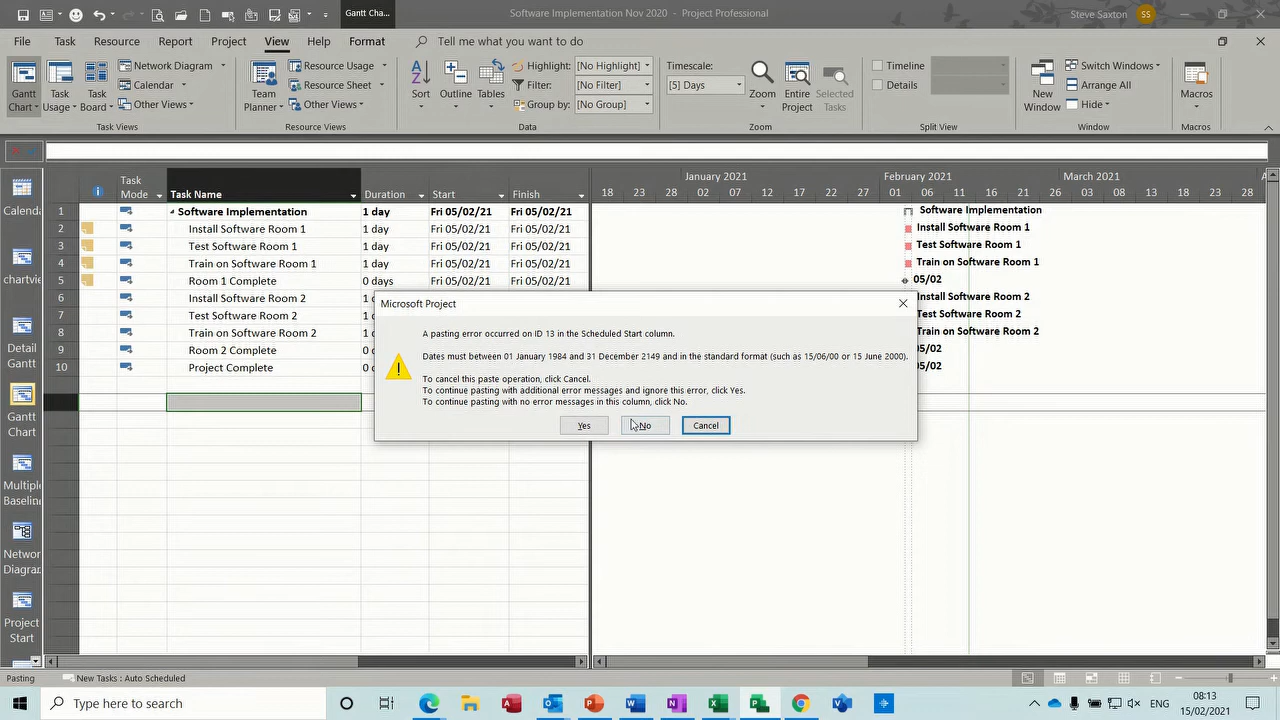 Gantt Cha...
Software Implementation Nov 2020 - Project Professional
Steve Saxton
SS
File
Task
Resource
Report
Project
View
Help
Format
Tell me what you want to do
Gantt
Chart
Task
Usage
Task
Board
Network Diagram
Calendar
Other Views
Task Views
Team
Planner
Resource Usage
Resource Sheet
Other Views
Resource Views
Sort
Outline
Tables
Highlight:
[No Highlight]
Filter:
[No Filter]
Group by:
[No Group]
Data
Timescale:
[5] Days
Zoom
Entire
Project
Selected
Tasks
Zoom
Timeline
Details
Split View
New
Window
Switch Windows
Arrange All
Hide
Window
Macros
Macros
Task
Mode
Task Name
Duration
Start
Finish
January 2021
February 2021
March 2021
18 23 28 02 07 12 17 22 27 01 06 11 16 21 26 03 08 13 18 23 28
1 Software Implementation 1 day Fri 05/02/21 Fri 05/02/21 Software Implementation
2 Install Software Room 1 1 day Fri 05/02/21 Fri 05/02/21 Install Software Room 1
3 Test Software Room 1 1 day Fri 05/02/21 Fri 05/02/21 Test Software Room 1
4 Train on Software Room 1 1 day Fri 05/02/21 Fri 05/02/21 Train on Software Room 1
5 Room 1 Complete 0 days Fri 05/02/21 Fri 05/02/21 05/02
6 Install Software Room 2 1 d Install Software Room 2
7 Test Software Room 2 1 d Test Software Room 2
8 Train on Software Room 2 1 d Train on Software Room 2
9 Room 2 Complete 0 d 05/02
10 Project Complete 0 d 05/02
Calenda
chartvie
Detail
Gantt
Gantt
Chart
Multiple
Baselin
Network
Diagra
Project
Start
Microsoft Project
A pasting error occurred on ID 13 in the Scheduled Start column.
Dates must between 01 January 1984 and 31 December 2149 and in the standard format (such as 15/06/00 or 15 June 2000).
To cancel this paste operation, click Cancel.
To continue pasting with additional error messages and ignore this error, click Yes.
To continue pasting with no error messages in this column, click No.
Yes
No
Cancel
Pasting
New Tasks : Auto Scheduled
Type here to search
ENG
08:13
15/02/2021